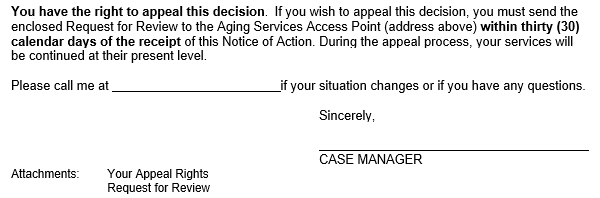 You have the right to appeal this decision. If you wish to appeal this decision, you must send the
enclosed Request for Review to the Aging Services Access Point (address above) within thirty (30)
calendar days of the receipt of this Notice of Action. During the appeal process, your services will
be continued at their present level.
Please call me at ________________________if your situation changes or if you have any questions.
Sincerely,
CASE MANAGER
Attachments: Your Appeal Rights
Request for Review